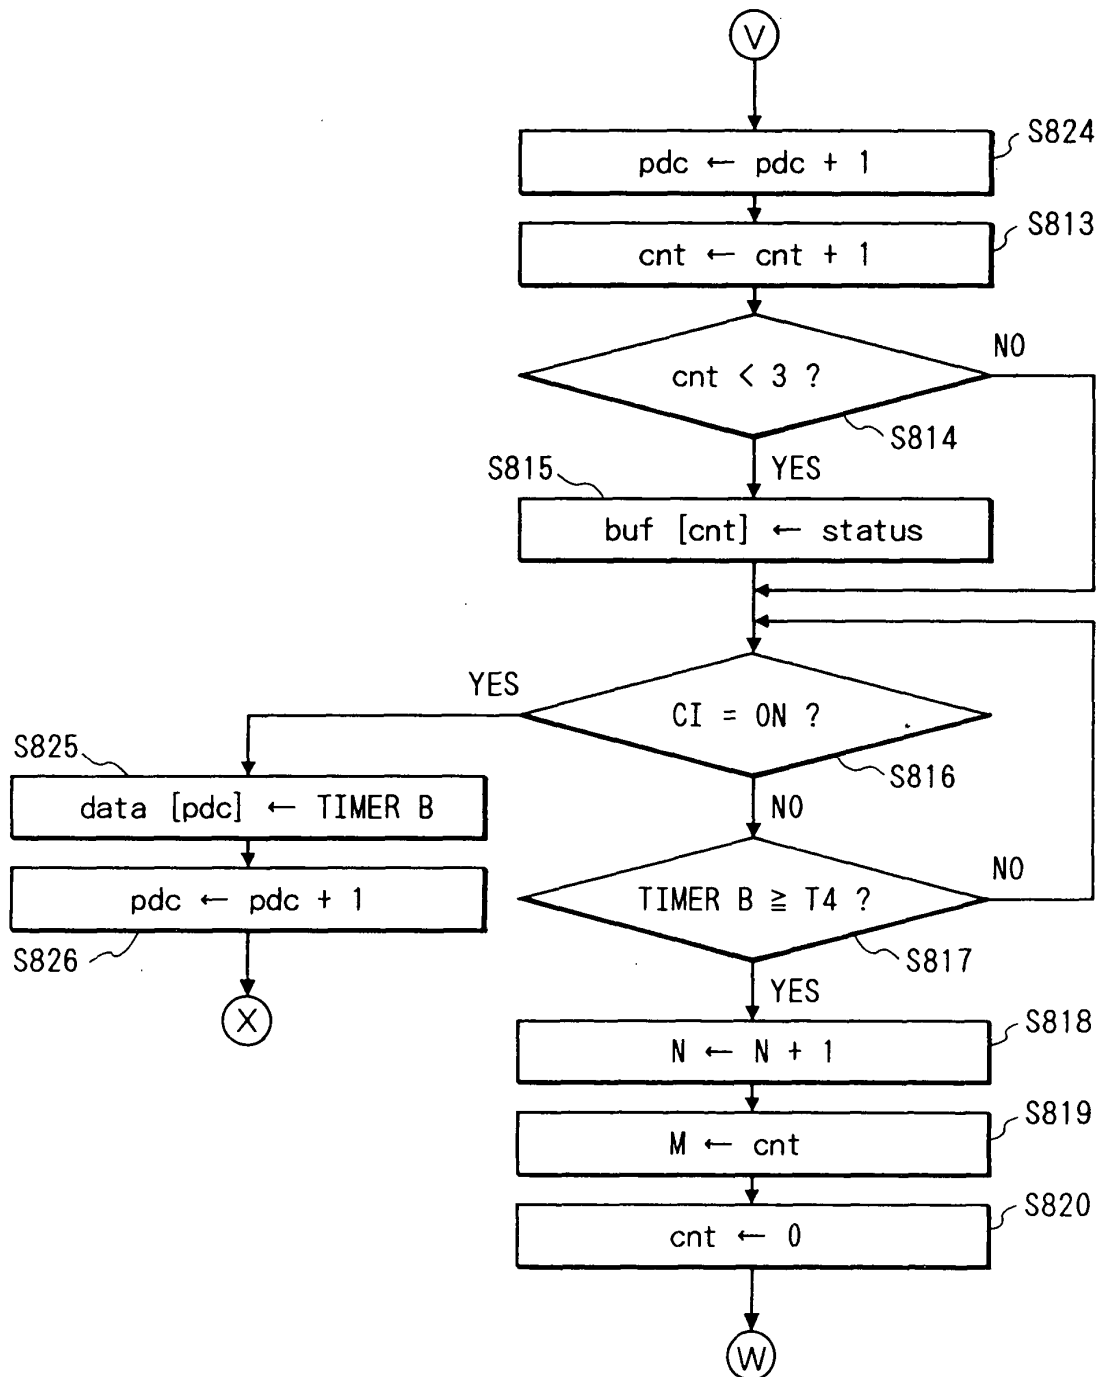 V
S824
pdc ← pdc + 1
S813
cnt ← cnt + 1
cnt < 3 ?
NO
S814
YES
S815
buf [cnt] ← status
CI = ON ?
YES
S816
NO
S825
data [pdc] ← TIMER B
pdc ← pdc + 1
S826
X
TIMER B ≧ T4 ?
NO
S817
YES
S818
N ← N + 1
S819
M ← cnt
S820
cnt ← 0
W